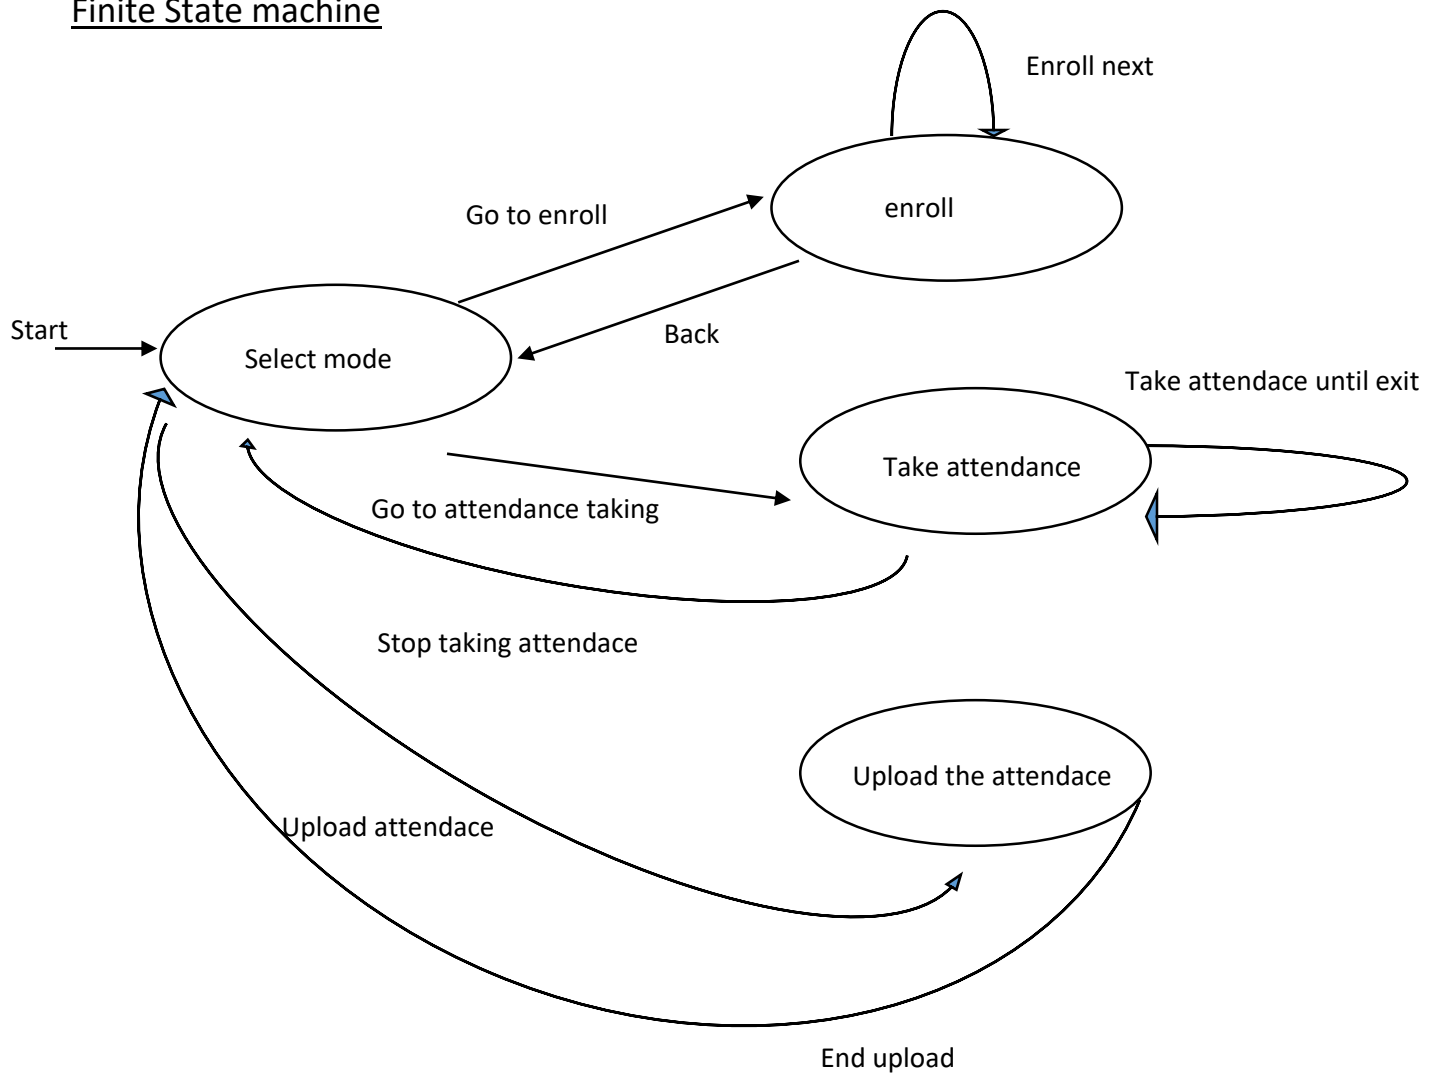 Finite State machine
Enroll next
enroll
Go to enroll
Start
Back
Select mode
Take attendace until exit
Take attendance
Go to attendance taking
Stop taking attendace
Upload the attendace
Upload attendace
End upload